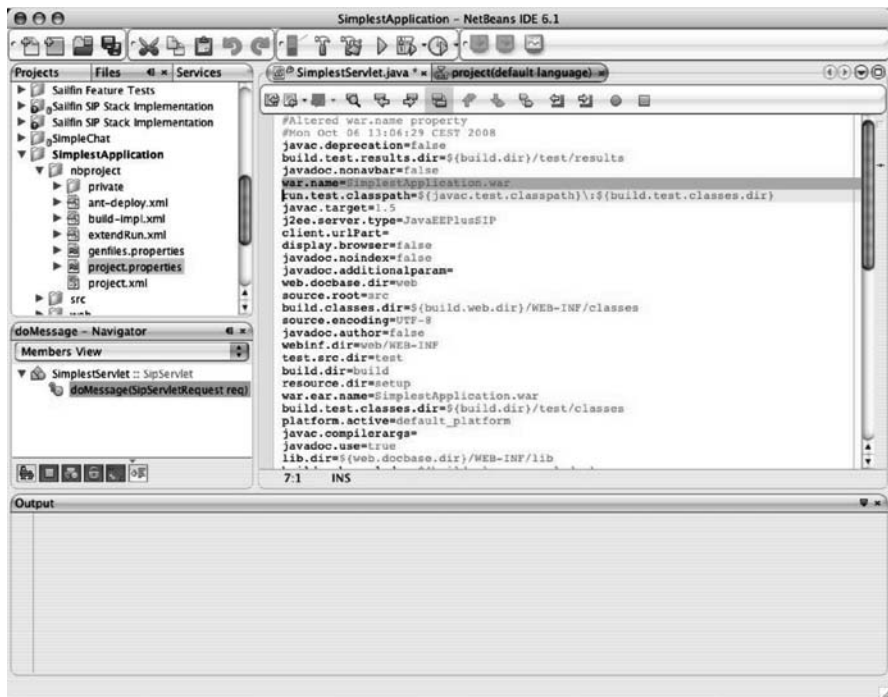 SimplestApplication – NetBeans IDE 6.1
Projects
Files
Services
Sailfin Feature Tests
Sailfin SIP Stack Implementation
Sailfin SIP Stack Implementation
SimpleChat
SimplestApplication
nbproject
private
ant-deploy.xml
build-impl.xml
extendRun.xml
genfiles.properties
project.properties
project.xml
src
doMessage – Navigator
Members View
SimplestServlet :: SipServlet
doMessage(SipServletRequest req)
SimplestServlet.java *
project(default language)
#Altered war.name property
#Mon Oct 06 13:06:29 CEST 2008
javac.deprecation=false
build.test.results.dir=${build.dir}/test/results
javadoc.nonavbar=false
war.name=SimplestApplication.war
run.test.classpath=${javac.test.classpath}\:${build.test.classes.dir}
javac.target=1.5
j2ee.server.type=JavaEEPlusSIP
client.urlPart=
display.browser=false
javadoc.noindex=false
javadoc.additionalparam=
web.docbase.dir=web
source.root=src
build.classes.dir=${build.web.dir}/WEB-INF/classes
source.encoding=UTF-8
javadoc.author=false
webinf.dir=web/WEB-INF
test.src.dir=test
build.dir=build
resource.dir=setup
war.ear.name=SimplestApplication.war
build.test.classes.dir=${build.dir}/test/classes
platform.active=default_platform
javac.compilerargs=
javadoc.use=true
lib.dir=${web.docbase.dir}/WEB-INF/lib
7:1 INS
Output